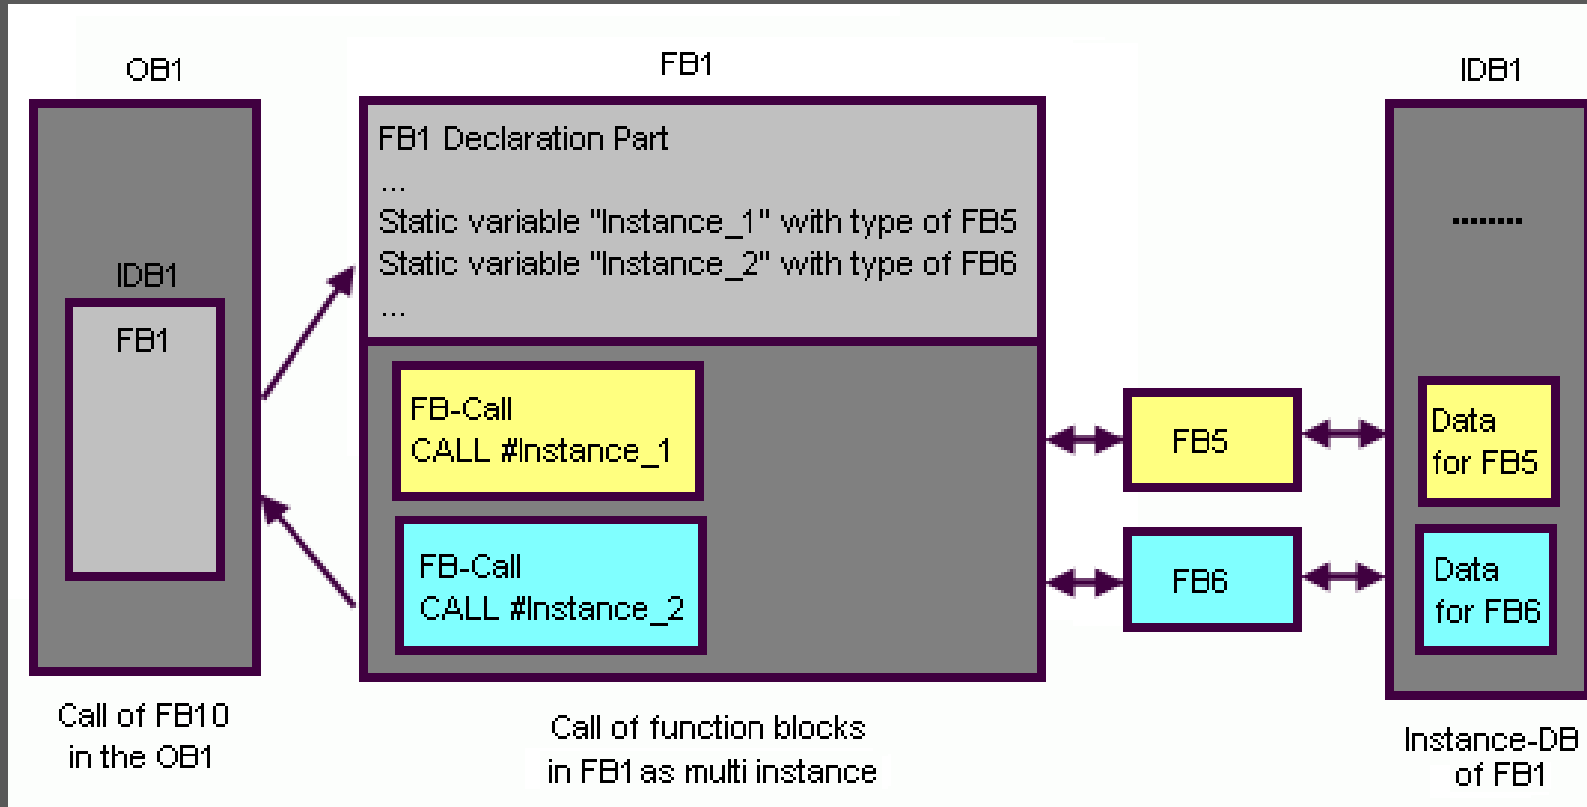 OB1
IDB1
FB1
Call of FB10
in the OB1
FB1
FB1 Declaration Part
...
Static variable "Instance_1" with type of FB5
Static variable "Instance_2" with type of FB6
...
FB-Call
CALL #Instance_1
FB-Call
CALL #Instance_2
Call of function blocks
in FB1 as multi instance
FB5
FB6
IDB1
........
Data
for FB5
Data
for FB6
Instance-DB
of FB1